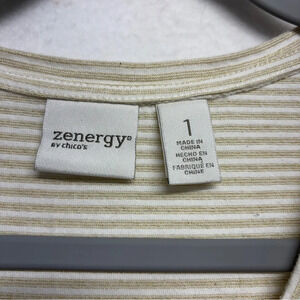 zenergy®
BY CHICO'S
1
MADE IN
CHINA
HECHO EN
CHINA
FABRIQUÉ EN
CHINE